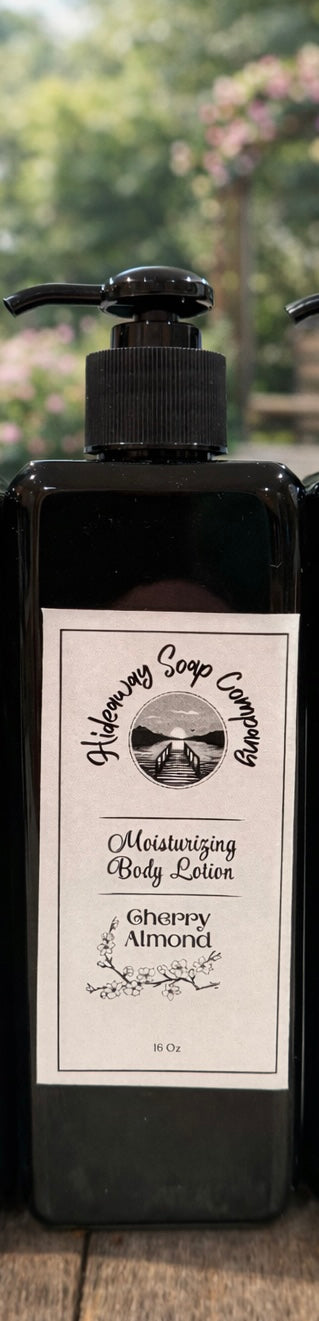 Hideaway Soap Company
Moisturizing
Body Lotion
Cherry
Almond
16 Oz